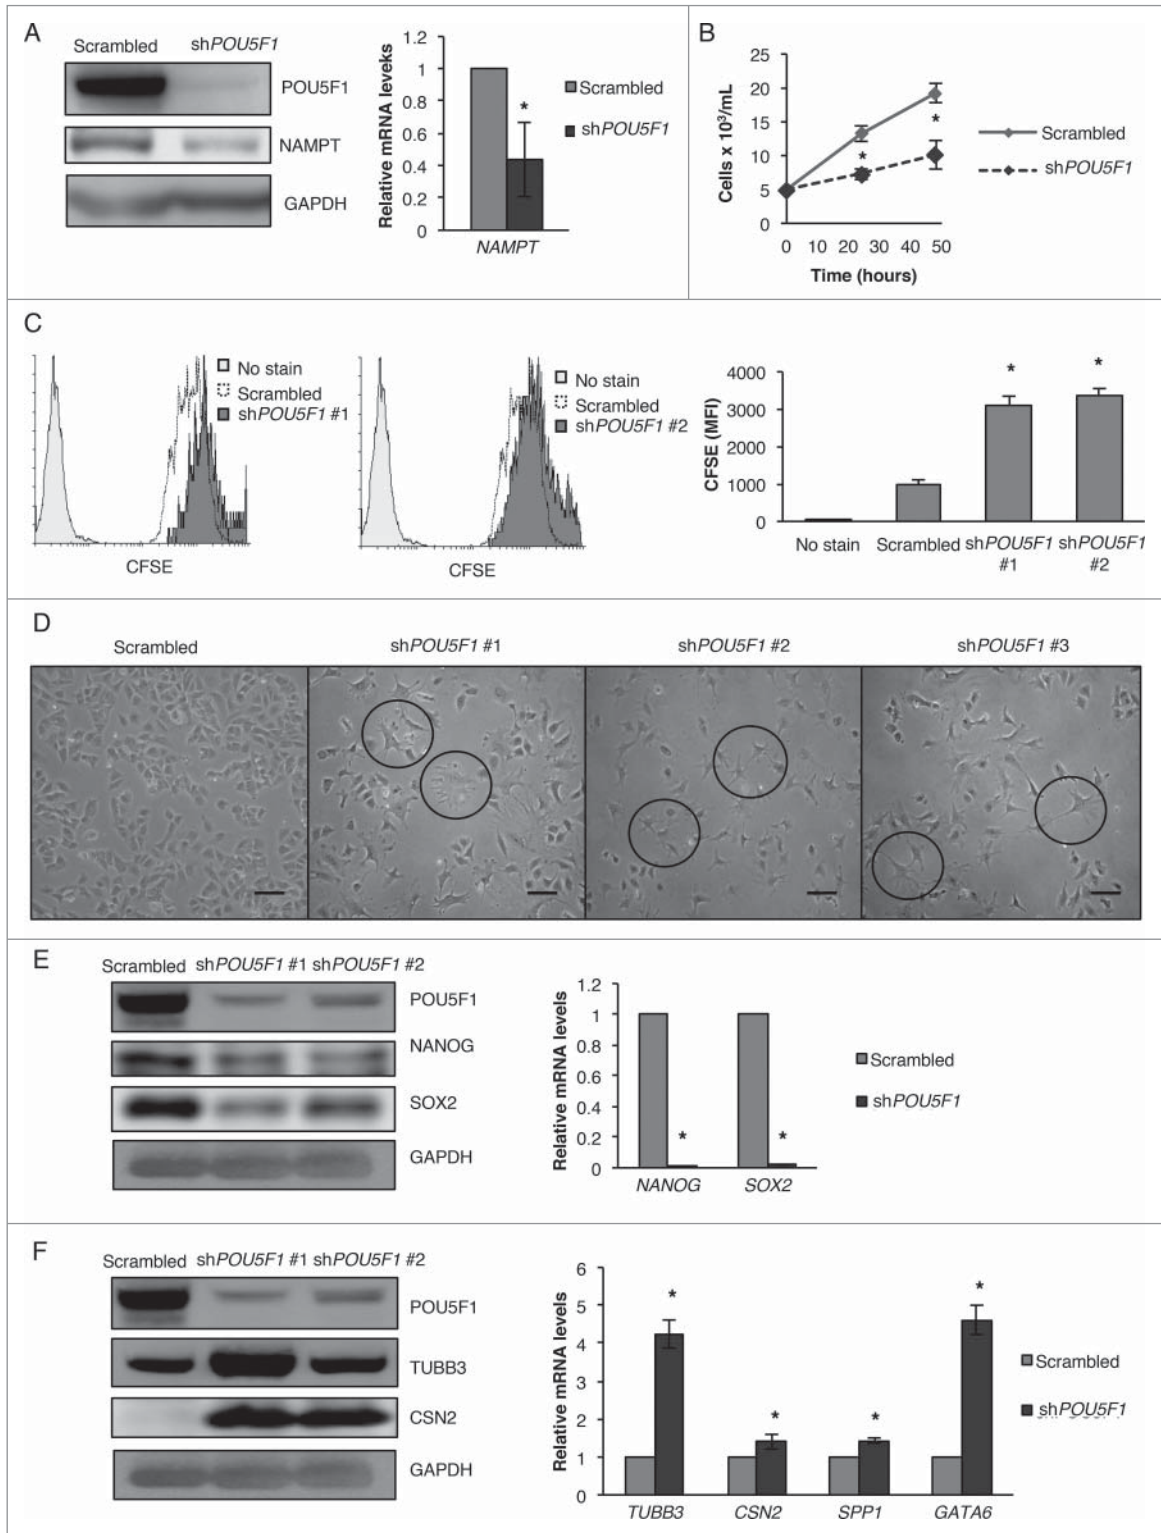 A
Scrambled shPOU5F1
POU5F1
NAMPT
GAPDH
Relative mRNA leveks
1.2
1
0.8
0.6
0.4
0.2
0
*
NAMPT
Scrambled
shPOU5F1
B
Cells x 10³/mL
25
20
15
10
5
0
*
*
0 10 20 30 40 50
Time (hours)
Scrambled
shPOU5F1
C
No stain
Scrambled
shPOU5F1 #1
CFSE
No stain
Scrambled
shPOU5F1 #2
CFSE
CFSE (MFI)
4000
3000
2000
1000
0
* *
No stain Scrambled shPOU5F1 shPOU5F1
#1 #2
D
Scrambled shPOU5F1 #1 shPOU5F1 #2 shPOU5F1 #3
E
Scrambled shPOU5F1 #1 shPOU5F1 #2
POU5F1
NANOG
SOX2
GAPDH
Relative mRNA levels
1.2
1
0.8
0.6
0.4
0.2
0
* *
NANOG SOX2
Scrambled
shPOU5F1
F
Scrambled shPOU5F1 #1 shPOU5F1 #2
POU5F1
TUBB3
CSN2
GAPDH
Relative mRNA levels
6
5
4
3
2
1
0
* * * *
TUBB3 CSN2 SPP1 GATA6
Scrambled
shPOU5F1